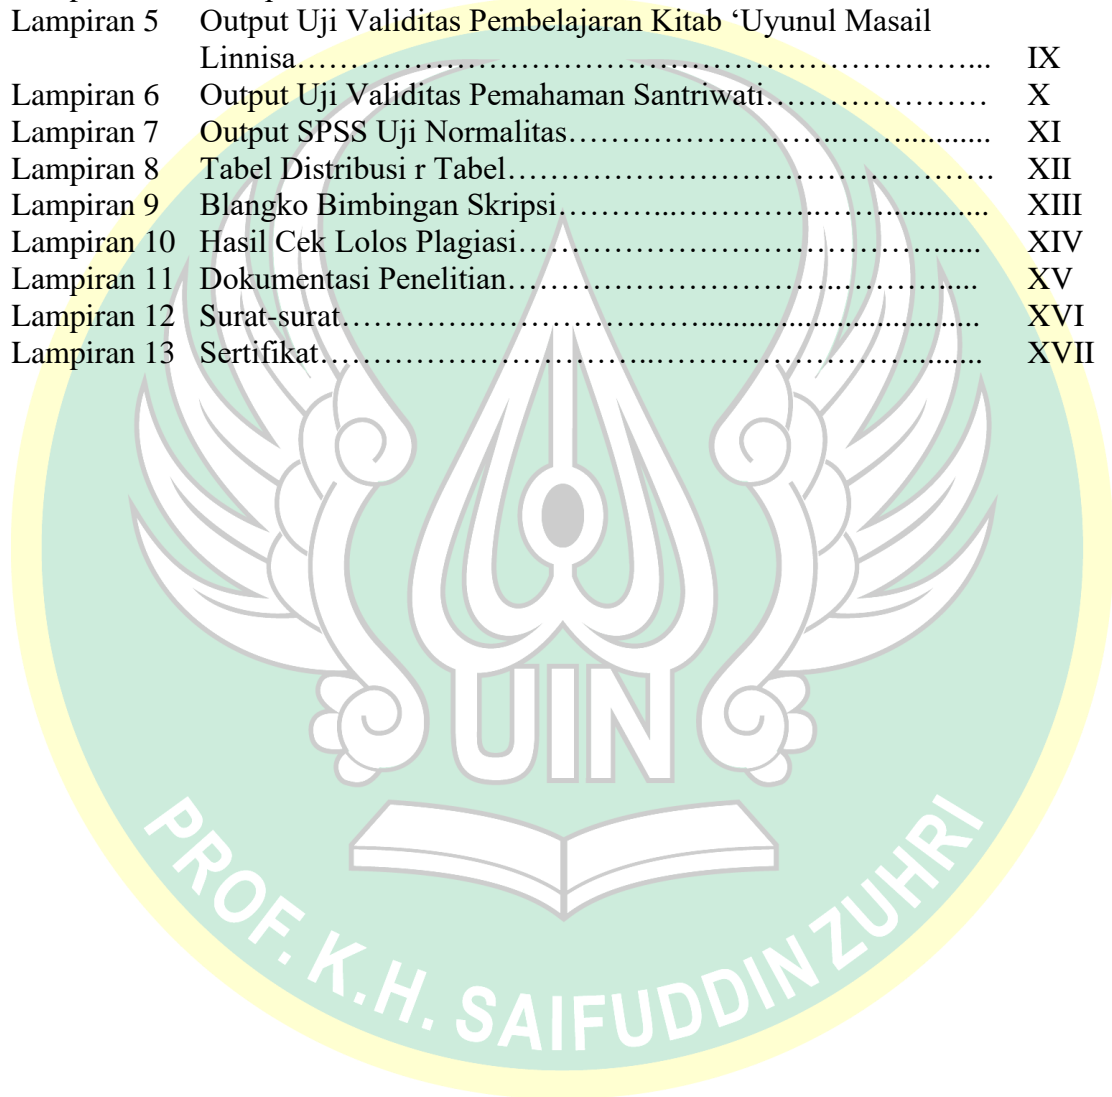 Lampiran 5 Output Uji Validitas Pembelajaran Kitab ‘Uyunul Masail
Linnisa……………….…………………………………………………... IX
Lampiran 6 Output Uji Validitas Pemahaman Santriwati………………… X
Lampiran 7 Output SPSS Uji Normalitas……………………..…............ XI
Lampiran 8 Tabel Distribusi r Tabel………………………………………… XII
Lampiran 9 Blangko Bimbingan Skripsi………....…………..……........... XIII
Lampiran 10 Hasil Cek Lolos Plagiasi…………………………………...... XIV
Lampiran 11 Dokumentasi Penelitian…………………………..………..... XV
Lampiran 12 Surat-surat…………..………………….................................. XVI
Lampiran 13 Sertifikat…………………………..……………………......... XVII
UIN
PROF. K.H. SAIFUDDIN ZUHRI